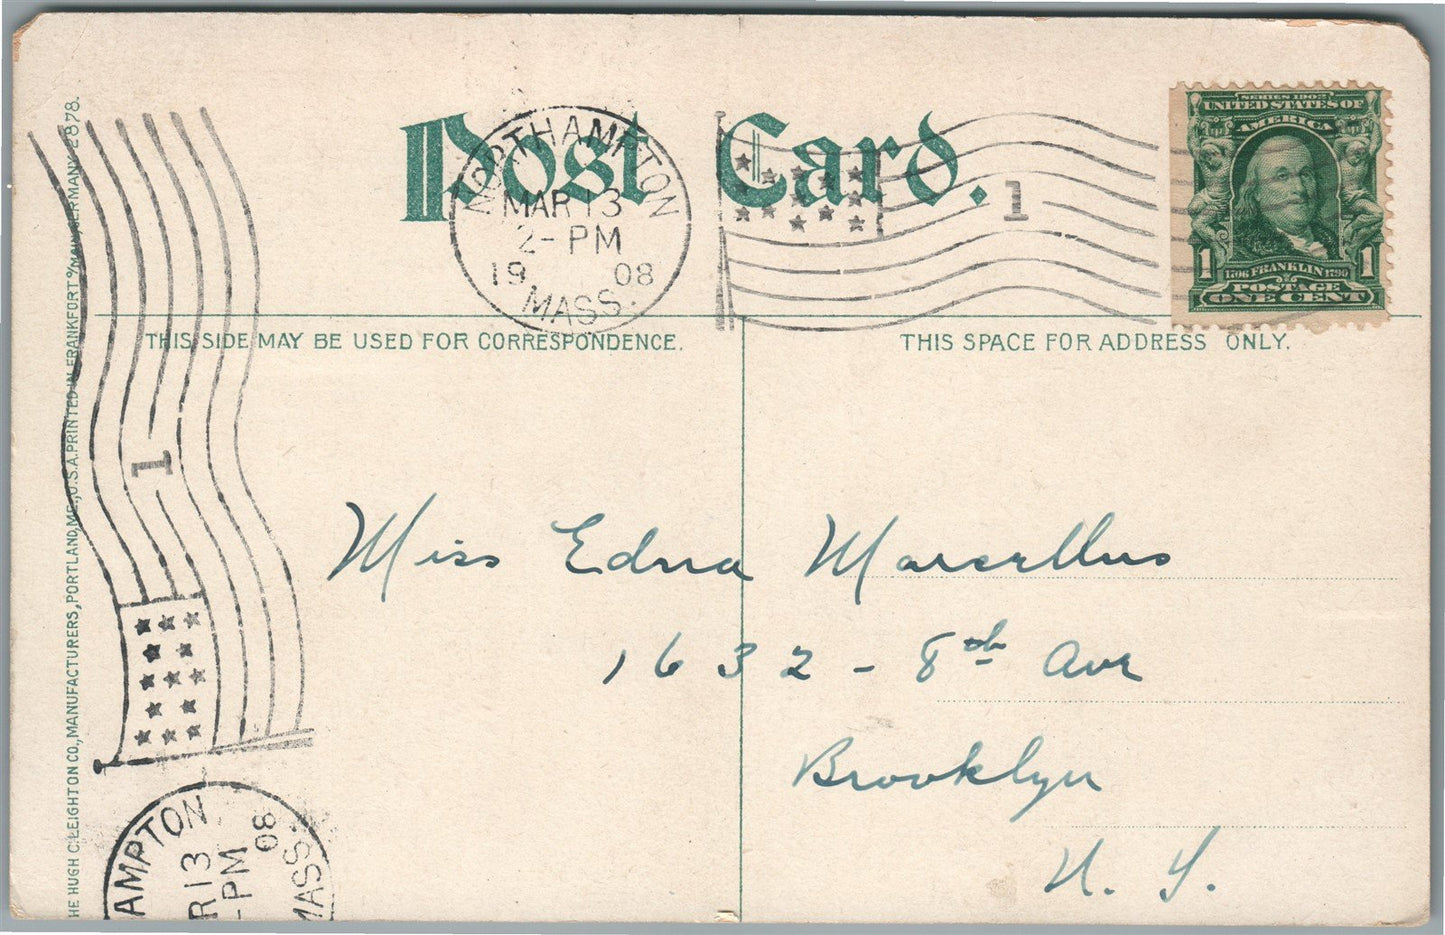 Post Card.
NORTHAMPTON
MAR 13
2-PM
19 08
MASS.
1
SERIES 1902
UNITED STATES OF
AMERICA
1 1
1706 FRANKLIN 1790
POSTAGE
ONE CENT
THIS SIDE MAY BE USED FOR CORRESPONDENCE.
THIS SPACE FOR ADDRESS ONLY.
Miss Edna Marcellus
1632 - 8th Ave
Brooklyn
N. Y.
HE HUGH C. LEIGHTON CO., MANUFACTURERS, PORTLAND, ME., U.S.A. PRINTED IN FRANKFORT o/MAIN, GERMANY 2878.
1
AMPTON
R 13
-PM
08
MASS.